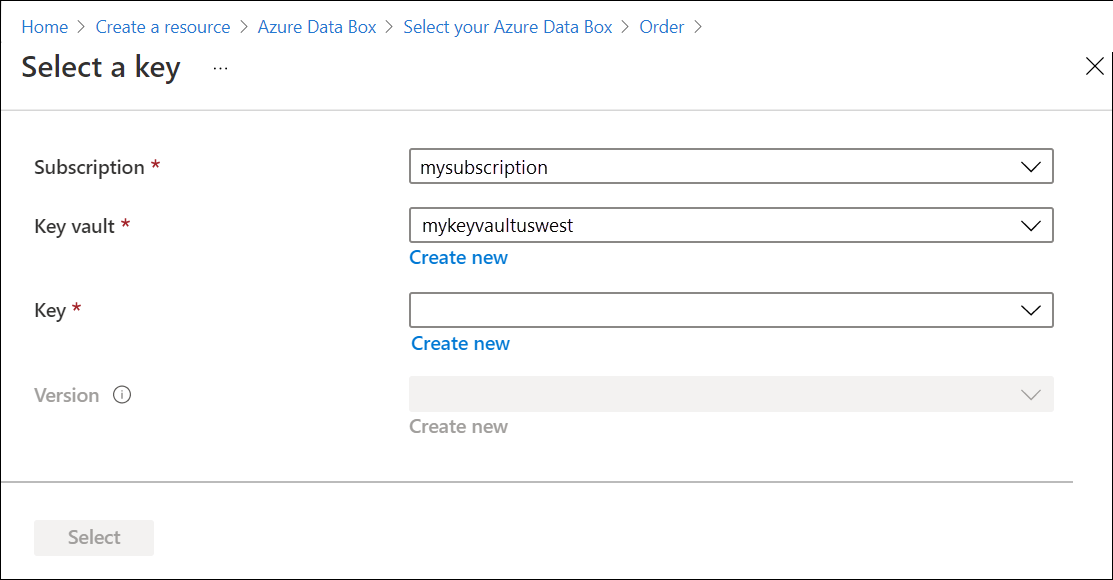 Home > Create a resource > Azure Data Box > Select your Azure Data Box > Order >
Select a key ...
Subscription * mysubscription
Key vault * mykeyvaultuswest
Create new
Key *
Create new
Version
Create new
Select